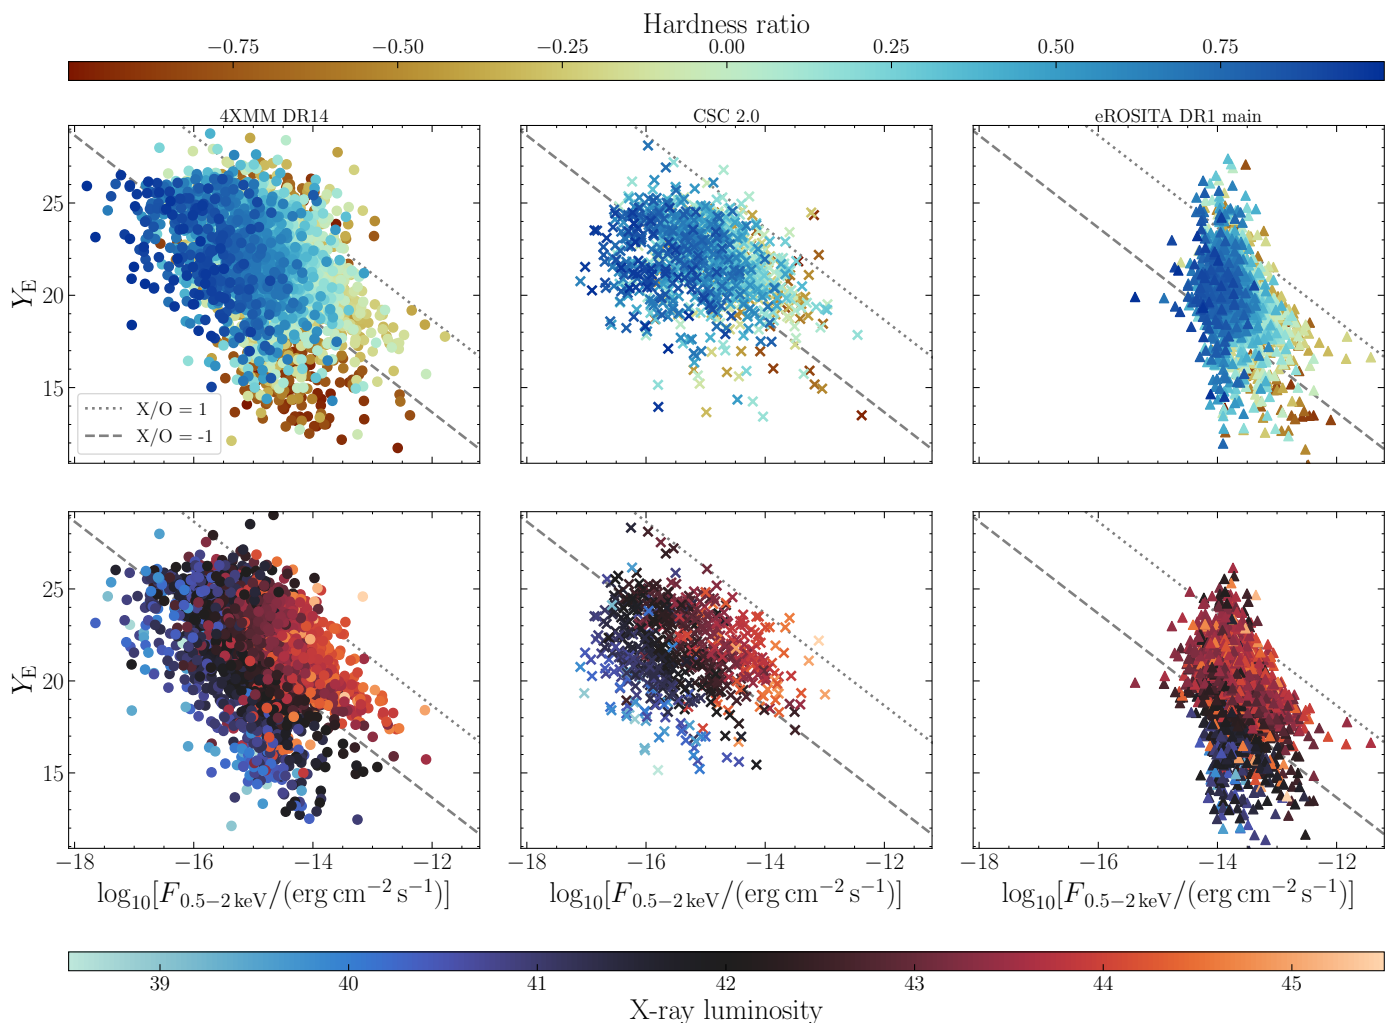 Hardness ratio
−0.75 −0.50 −0.25 0.00 0.25 0.50 0.75
4XMM DR14 CSC 2.0 eROSITA DR1 main
25
20
15
Y_E
X/O = 1
X/O = -1
25
20
15
Y_E
−18 −16 −14 −12 −18 −16 −14 −12 −18 −16 −14 −12
log₁₀[F₀.₅₋₂ keV/(erg cm⁻² s⁻¹)] log₁₀[F₀.₅₋₂ keV/(erg cm⁻² s⁻¹)] log₁₀[F₀.₅₋₂ keV/(erg cm⁻² s⁻¹)]
39 40 41 42 43 44 45
X-ray luminosity